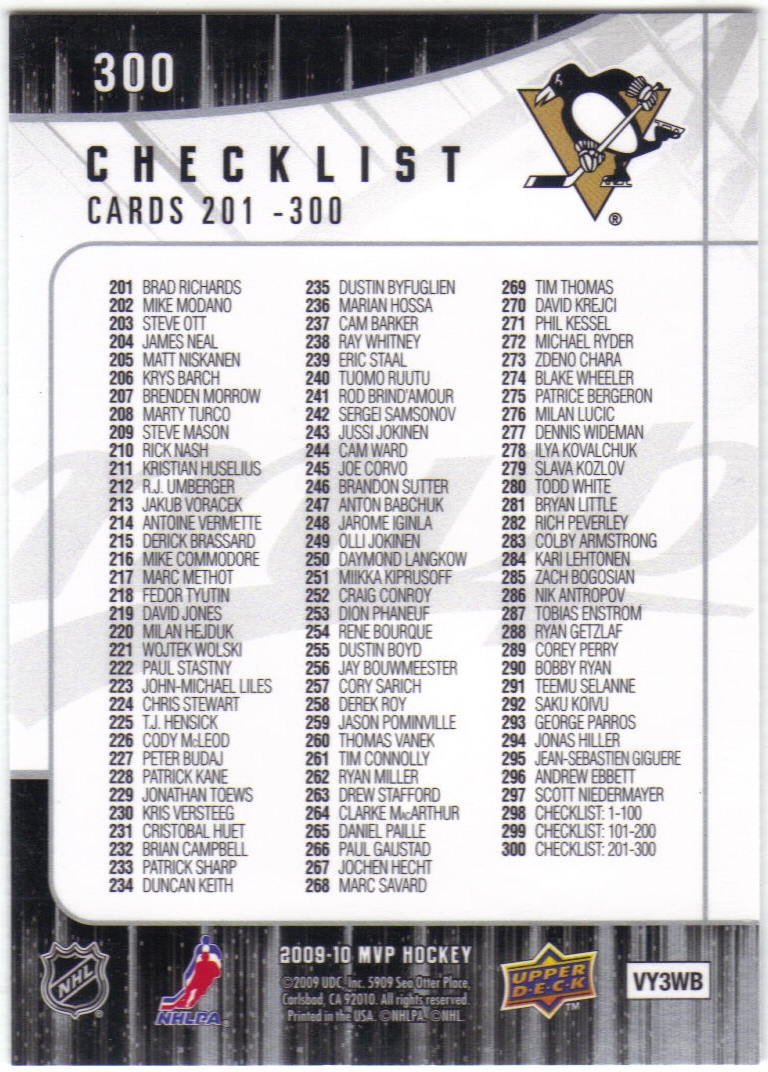 300
CHECKLIST
CARDS 201 -300
®
201 BRAD RICHARDS
202 MIKE MODANO
203 STEVE OTT
204 JAMES NEAL
205 MATT NISKANEN
206 KRYS BARCH
207 BRENDEN MORROW
208 MARTY TURCO
209 STEVE MASON
210 RICK NASH
211 KRISTIAN HUSELIUS
212 R.J. UMBERGER
213 JAKUB VORACEK
214 ANTOINE VERMETTE
215 DERICK BRASSARD
216 MIKE COMMODORE
217 MARC METHOT
218 FEDOR TYUTIN
219 DAVID JONES
220 MILAN HEJDUK
221 WOJTEK WOLSKI
222 PAUL STASTNY
223 JOHN-MICHAEL LILES
224 CHRIS STEWART
225 T.J. HENSICK
226 CODY McLEOD
227 PETER BUDAJ
228 PATRICK KANE
229 JONATHAN TOEWS
230 KRIS VERSTEEG
231 CRISTOBAL HUET
232 BRIAN CAMPBELL
233 PATRICK SHARP
234 DUNCAN KEITH
235 DUSTIN BYFUGLIEN
236 MARIAN HOSSA
237 CAM BARKER
238 RAY WHITNEY
239 ERIC STAAL
240 TUOMO RUUTU
241 ROD BRIND'AMOUR
242 SERGEI SAMSONOV
243 JUSSI JOKINEN
244 CAM WARD
245 JOE CORVO
246 BRANDON SUTTER
247 ANTON BABCHUK
248 JAROME IGINLA
249 OLLI JOKINEN
250 DAYMOND LANGKOW
251 MIIKKA KIPRUSOFF
252 CRAIG CONROY
253 DION PHANEUF
254 RENE BOURQUE
255 DUSTIN BOYD
256 JAY BOUWMEESTER
257 CORY SARICH
258 DEREK ROY
259 JASON POMINVILLE
260 THOMAS VANEK
261 TIM CONNOLLY
262 RYAN MILLER
263 DREW STAFFORD
264 CLARKE MacARTHUR
265 DANIEL PAILLE
266 PAUL GAUSTAD
267 JOCHEN HECHT
268 MARC SAVARD
269 TIM THOMAS
270 DAVID KREJCI
271 PHIL KESSEL
272 MICHAEL RYDER
273 ZDENO CHARA
274 BLAKE WHEELER
275 PATRICE BERGERON
276 MILAN LUCIC
277 DENNIS WIDEMAN
278 ILYA KOVALCHUK
279 SLAVA KOZLOV
280 TODD WHITE
281 BRYAN LITTLE
282 RICH PEVERLEY
283 COLBY ARMSTRONG
284 KARI LEHTONEN
285 ZACH BOGOSIAN
286 NIK ANTROPOV
287 TOBIAS ENSTROM
288 RYAN GETZLAF
289 COREY PERRY
290 BOBBY RYAN
291 TEEMU SELANNE
292 SAKU KOIVU
293 GEORGE PARROS
294 JONAS HILLER
295 JEAN-SEBASTIEN GIGUERE
296 ANDREW EBBETT
297 SCOTT NIEDERMAYER
298 CHECKLIST: 1-100
299 CHECKLIST: 101-200
300 CHECKLIST: 201-300
mvp
NHL
NHLPA
2009-10 MVP HOCKEY
©2009 UDC, Inc. 5909 Sea Otter Place,
Carlsbad, CA 92010. All rights reserved.
Printed in the USA. ©NHLPA. ©NHL.
UPPER
DECK
TM
VY3WB